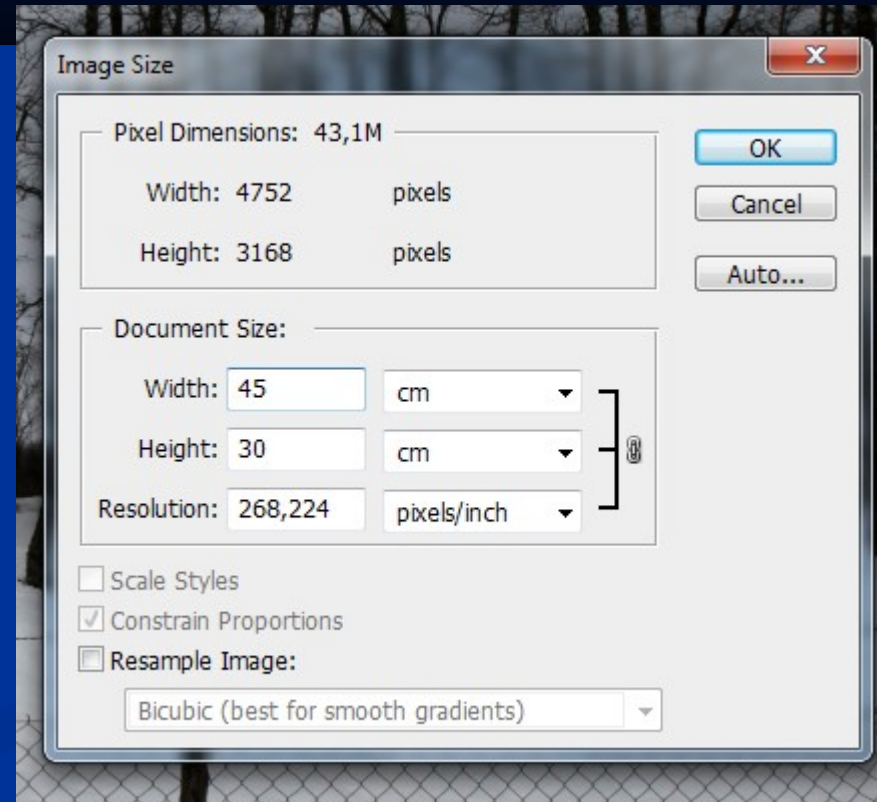 Image Size
Pixel Dimensions: 43,1M
OK
Width: 4752 pixels
Cancel
Height: 3168 pixels
Auto...
Document Size:
Width: 45 cm
Height: 30 cm
Resolution: 268,224 pixels/inch
Scale Styles
Constrain Proportions
Resample Image:
Bicubic (best for smooth gradients)